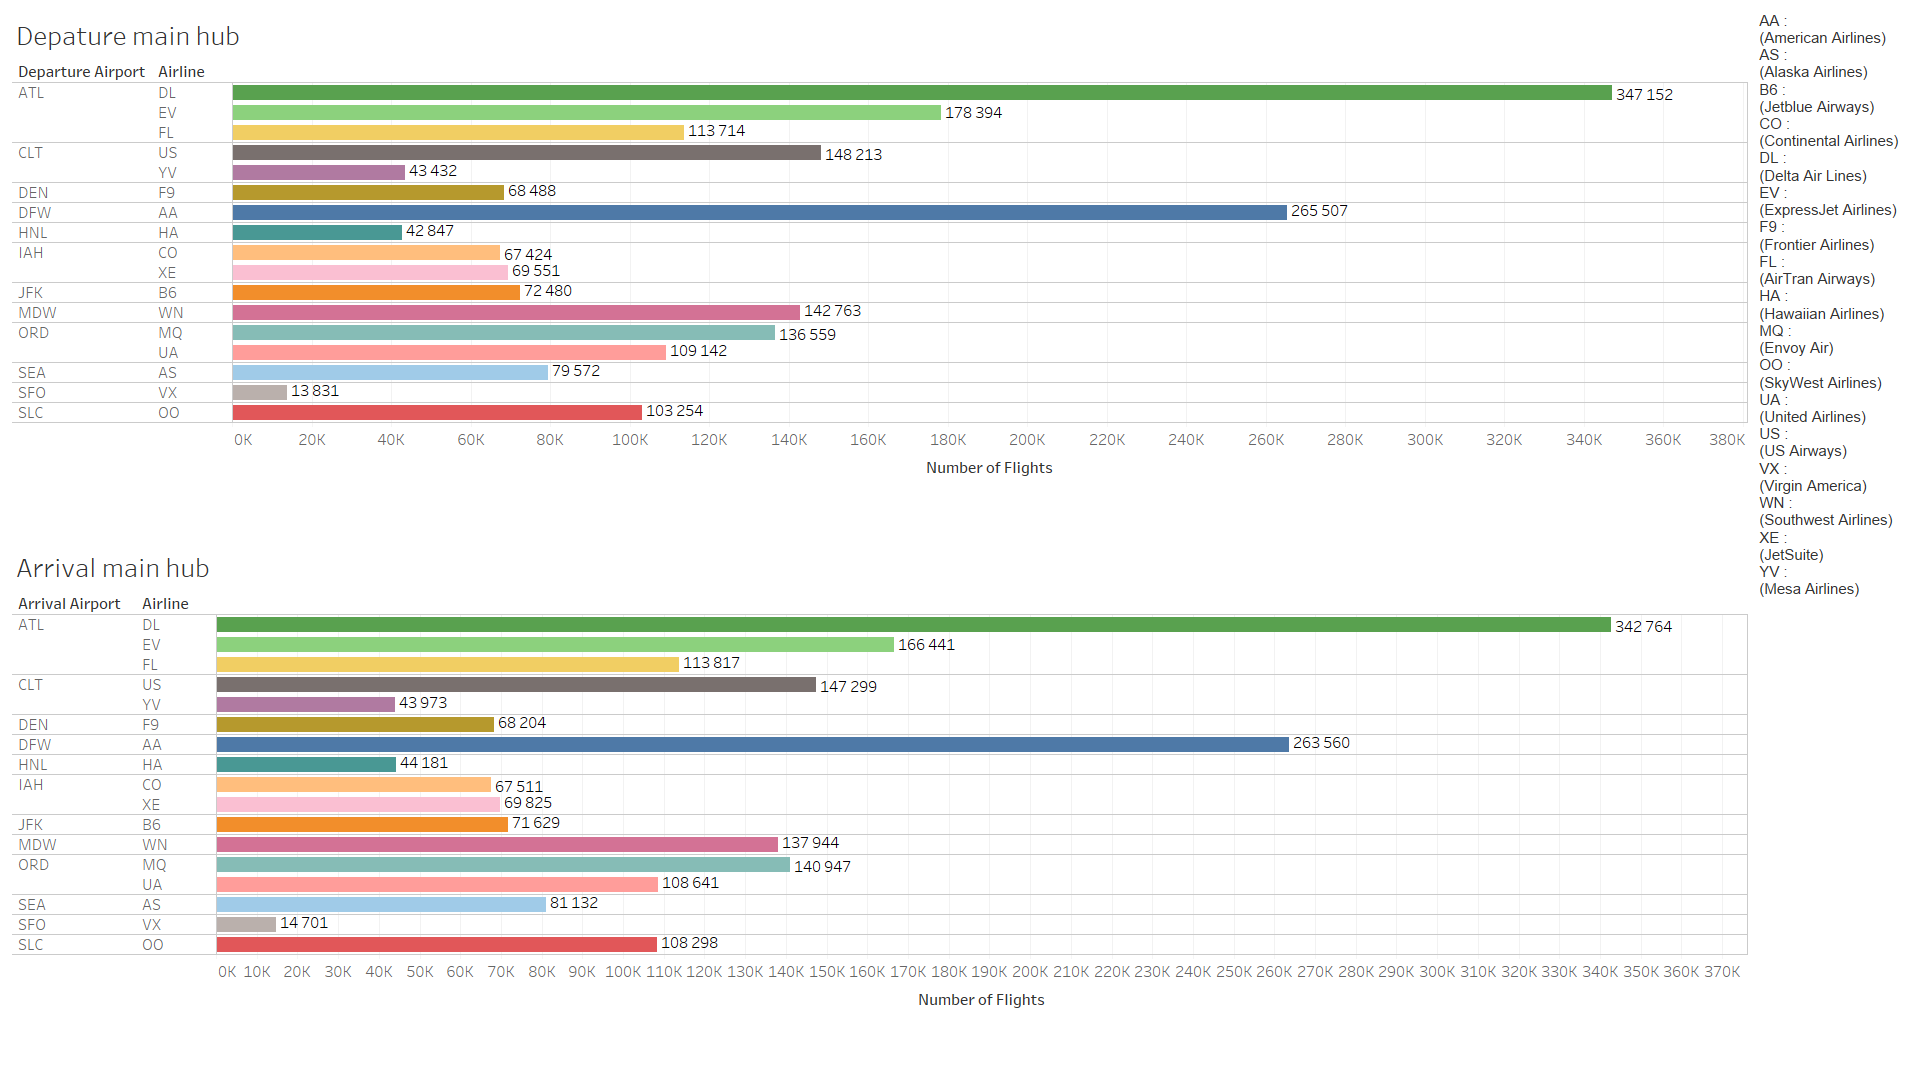 Depature main hub
Departure Airport Airline
ATL DL 347 152
EV 178 394
FL 113 714
CLT US 148 213
YV 43 432
DEN F9 68 488
DFW AA 265 507
HNL HA 42 847
IAH CO 67 424
XE 69 551
JFK B6 72 480
MDW WN 142 763
ORD MQ 136 559
UA 109 142
SEA AS 79 572
SFO VX 13 831
SLC OO 103 254
0K 20K 40K 60K 80K 100K 120K 140K 160K 180K 200K 220K 240K 260K 280K 300K 320K 340K 360K 380K
Number of Flights
Arrival main hub
Arrival Airport Airline
ATL DL 342 764
EV 166 441
FL 113 817
CLT US 147 299
YV 43 973
DEN F9 68 204
DFW AA 263 560
HNL HA 44 181
IAH CO 67 511
XE 69 825
JFK B6 71 629
MDW WN 137 944
ORD MQ 140 947
UA 108 641
SEA AS 81 132
SFO VX 14 701
SLC OO 108 298
0K 10K 20K 30K 40K 50K 60K 70K 80K 90K 100K 110K 120K 130K 140K 150K 160K 170K 180K 190K 200K 210K 220K 230K 240K 250K 260K 270K 280K 290K 300K 310K 320K 330K 340K 350K 360K 370K
Number of Flights
AA :
(American Airlines)
AS :
(Alaska Airlines)
B6 :
(Jetblue Airways)
CO :
(Continental Airlines)
DL :
(Delta Air Lines)
EV :
(ExpressJet Airlines)
F9 :
(Frontier Airlines)
FL :
(AirTran Airways)
HA :
(Hawaiian Airlines)
MQ :
(Envoy Air)
OO :
(SkyWest Airlines)
UA :
(United Airlines)
US :
(US Airways)
VX :
(Virgin America)
WN :
(Southwest Airlines)
XE :
(JetSuite)
YV :
(Mesa Airlines)